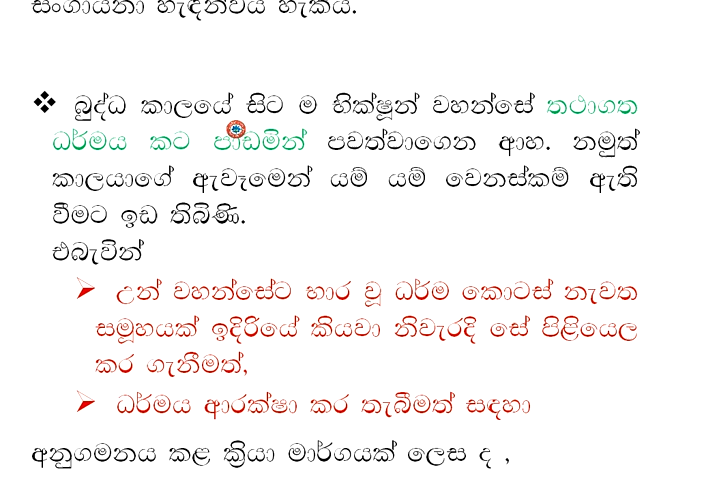 සංගායනා හැඳින්විය හැකිය.
❖ බුද්ධ කාලයේ සිට ම භික්ෂූන් වහන්සේ තථාගත
ධර්මය කට පාඩමින් පවත්වාගෙන ආහ. නමුත්
කාලයාගේ ඇවෑමෙන් යම් යම් වෙනස්කම් ඇති
වීමට ඉඩ තිබිණි.
එබැවින්
➢ උන් වහන්සේට භාර වූ ධර්ම කොටස් නැවත
සමූහයක් ඉදිරියේ කියවා නිවැරදි සේ පිළියෙල
කර ගැනීමත්,
➢ ධර්මය ආරක්ෂා කර තැබීමත් සඳහා
අනුගමනය කළ ක්‍රියා මාර්ගයක් ලෙස ද ,